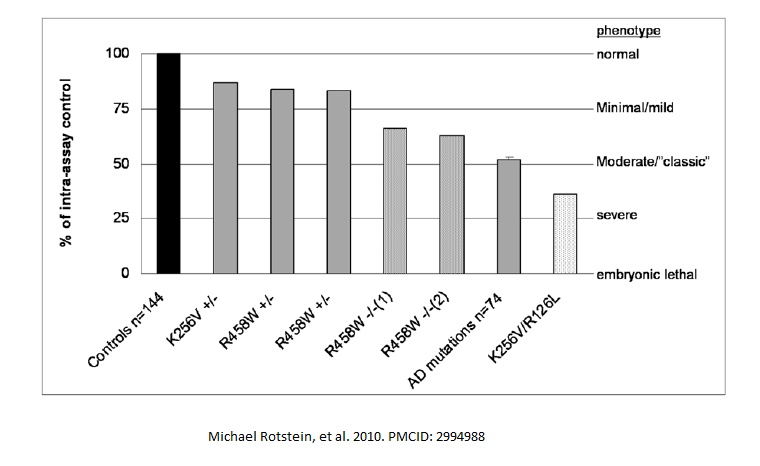 phenotype
100
normal
75
Minimal/mild
50
Moderate/"classic"
25
severe
0
embryonic lethal
% of intra-assay control
Controls n=144
K256V +/-
R458W +/-
R458W +/-
R458W -/-(1)
R458W -/-(2)
AD mutations n=74
K256V/R126L
Michael Rotstein, et al. 2010. PMCID: 2994988